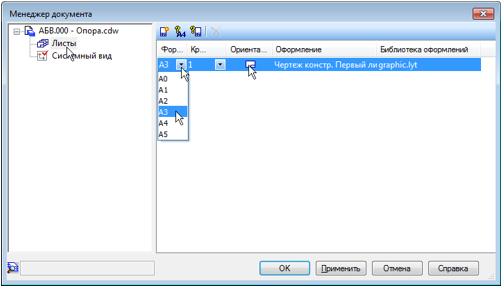 Менеджер документа
АБВ.000 - Опора.cdw
Листы
Системный вид
A4
Фор... Кр... Ориента... Оформление Библиотека оформлений
A3 1 Чертеж констр. Первый ли graphic.lyt
A0
A1
A2
A3
A4
A5
OK Применить Отмена Справка